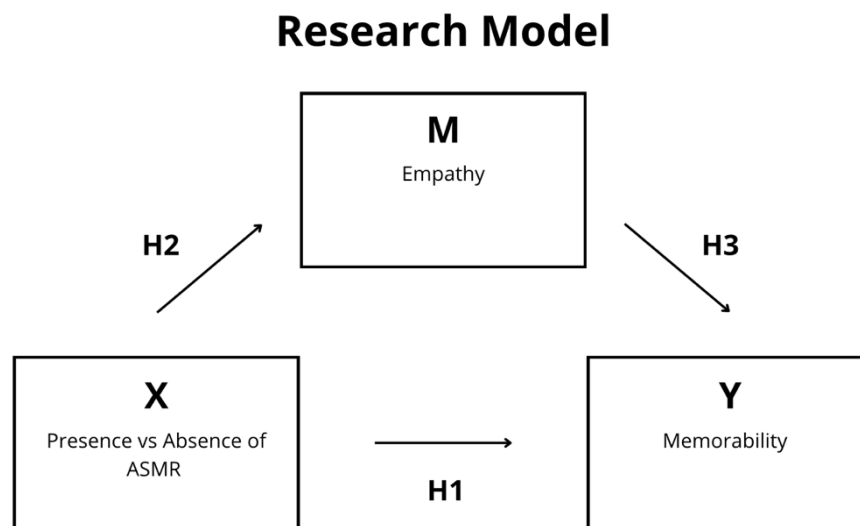 Research Model
M
Empathy
H2
H3
X
Presence vs Absence of
ASMR
Y
Memorability
H1